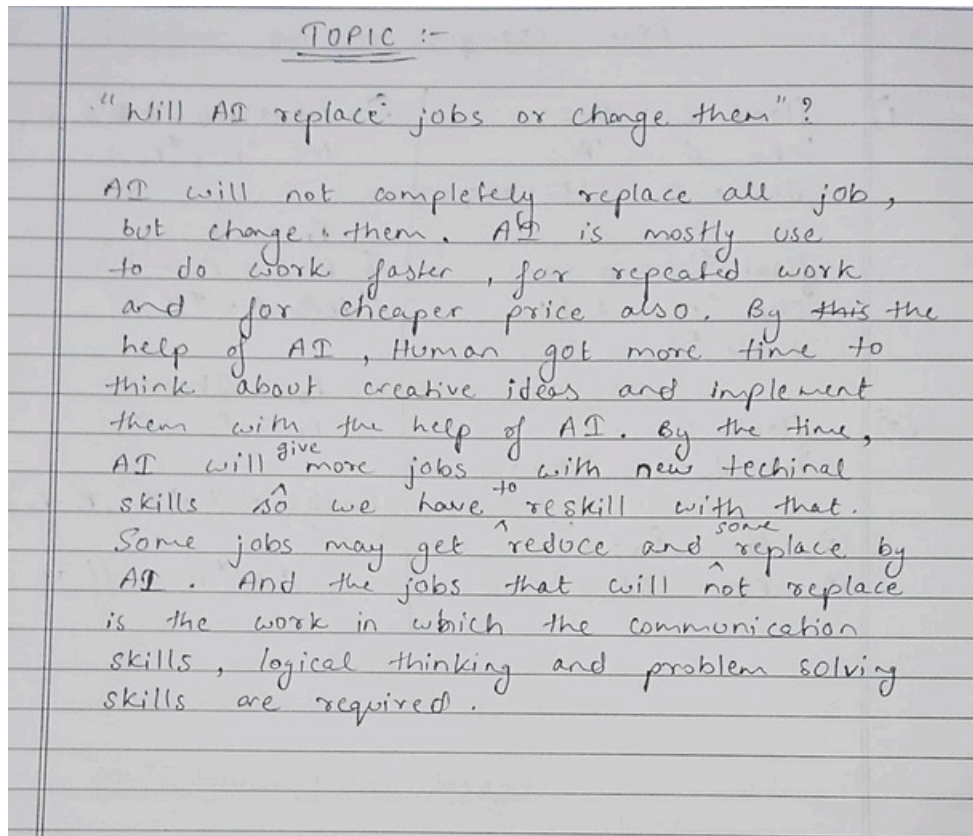 TOPIC :-
"Will AI replace jobs or change them"?
AI will not completely replace all job,
but change them. AI is mostly use
to do work faster, for repeated work
and for cheaper price also. By this the
help of AI, Human got more time to
think about creative ideas and implement
them with the help of AI. By the time,
AI will give more jobs with new techinal
skills so we have to reskill with that.
Some jobs may get reduce and some replace by
AI. And the jobs that will not replace
is the work in which the communication
skills, logical thinking and problem solving
skills are required.